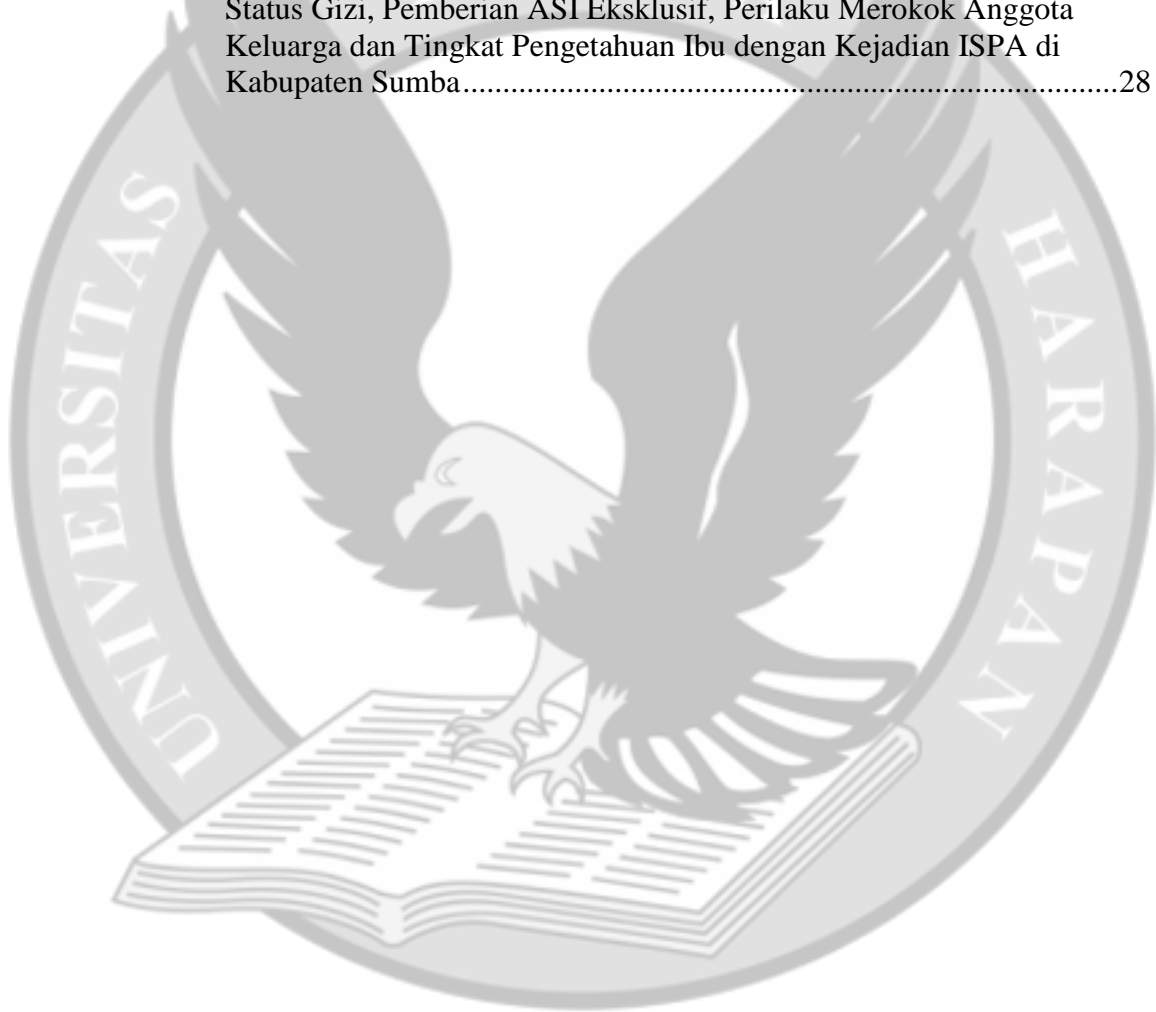 Status Gizi, Pemberian ASI Eksklusif, Perilaku Merokok Anggota
Keluarga dan Tingkat Pengetahuan Ibu dengan Kejadian ISPA di
Kabupaten Sumba..................................................................................28
UNIVERSITAS
HARAPAN